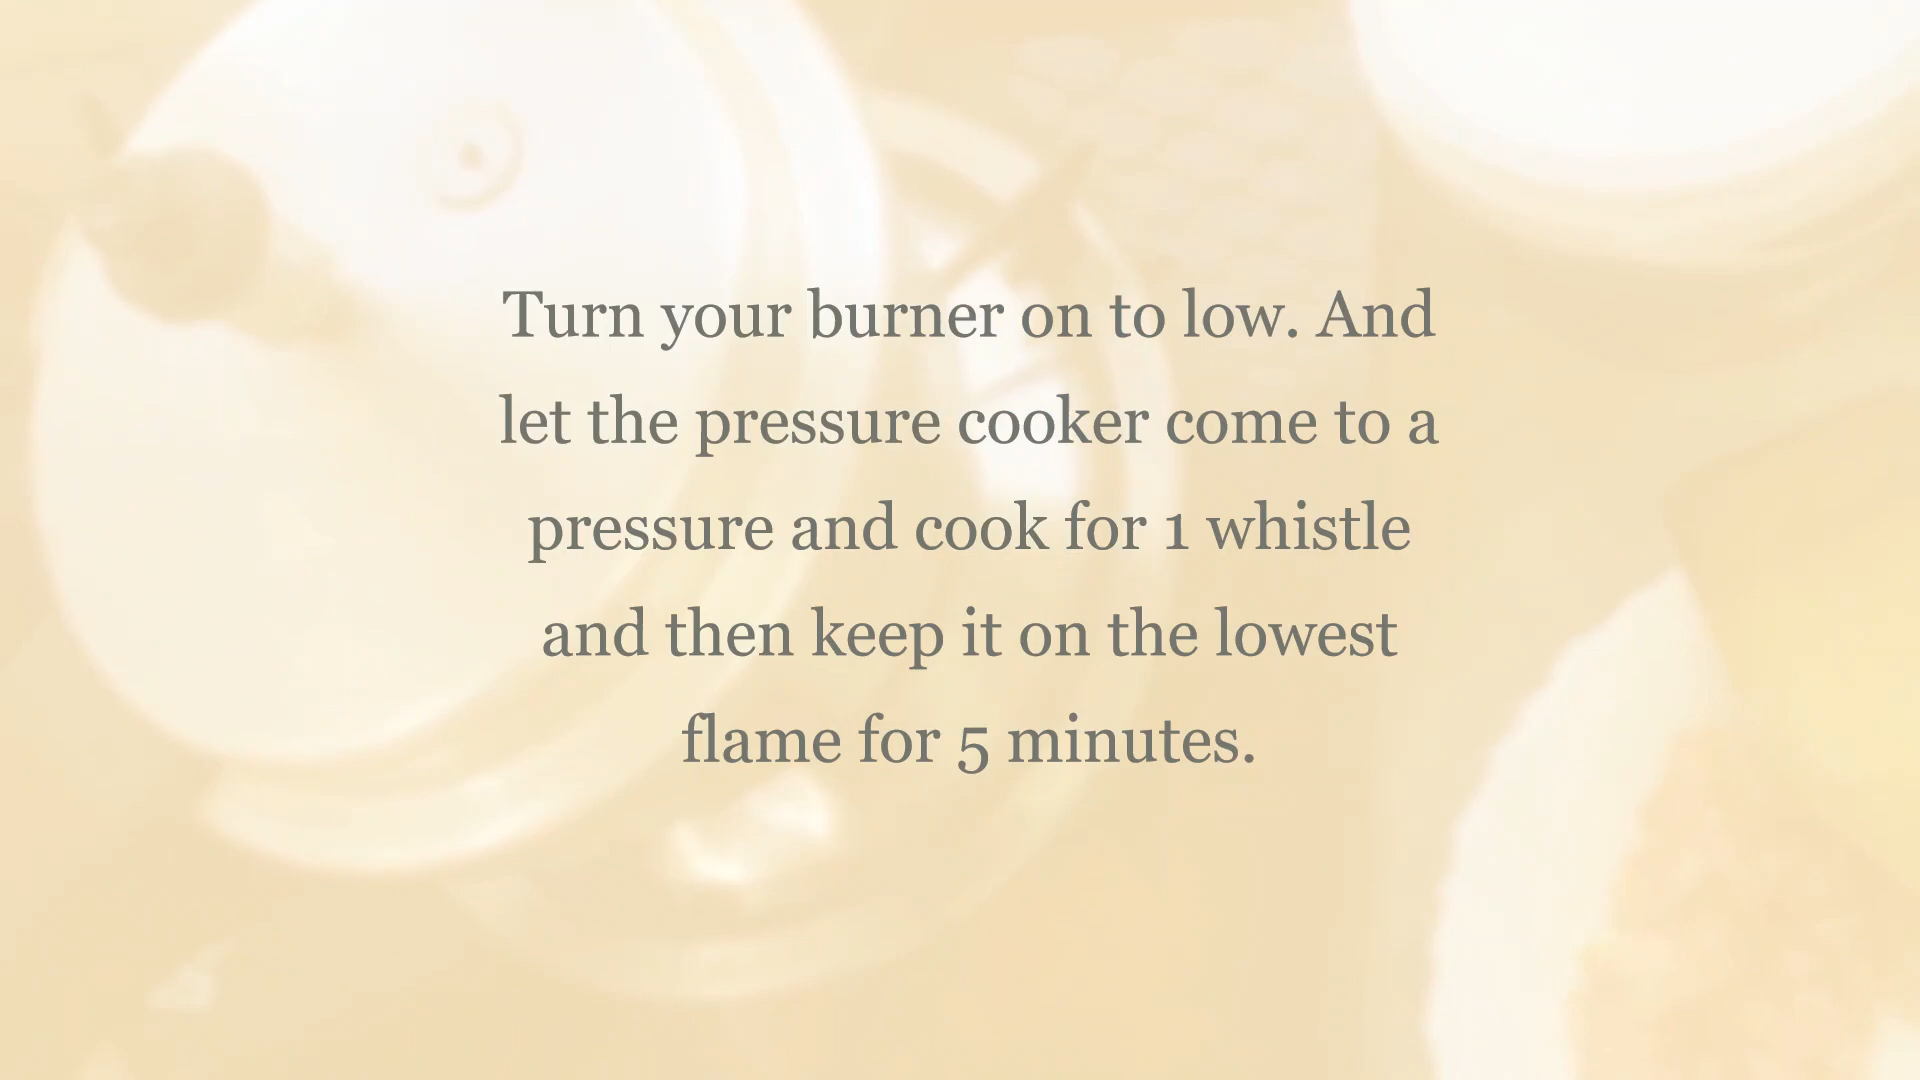 Turn your burner on to low. And
let the pressure cooker come to a
pressure and cook for 1 whistle
and then keep it on the lowest
flame for 5 minutes.